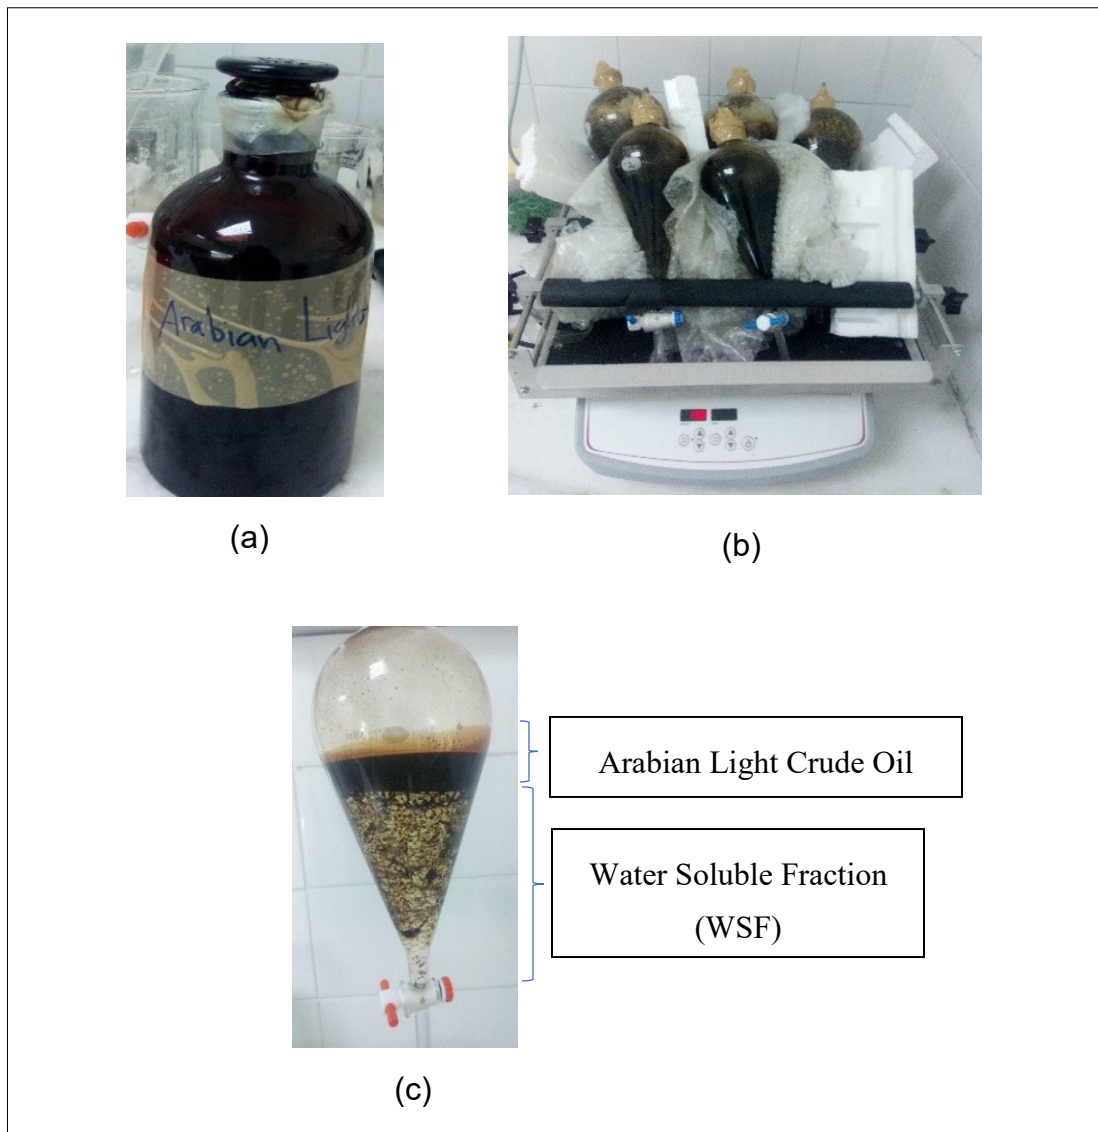 Arabian Light
(a)
(b)
Arabian Light Crude Oil
Water Soluble Fraction
(WSF)
(c)